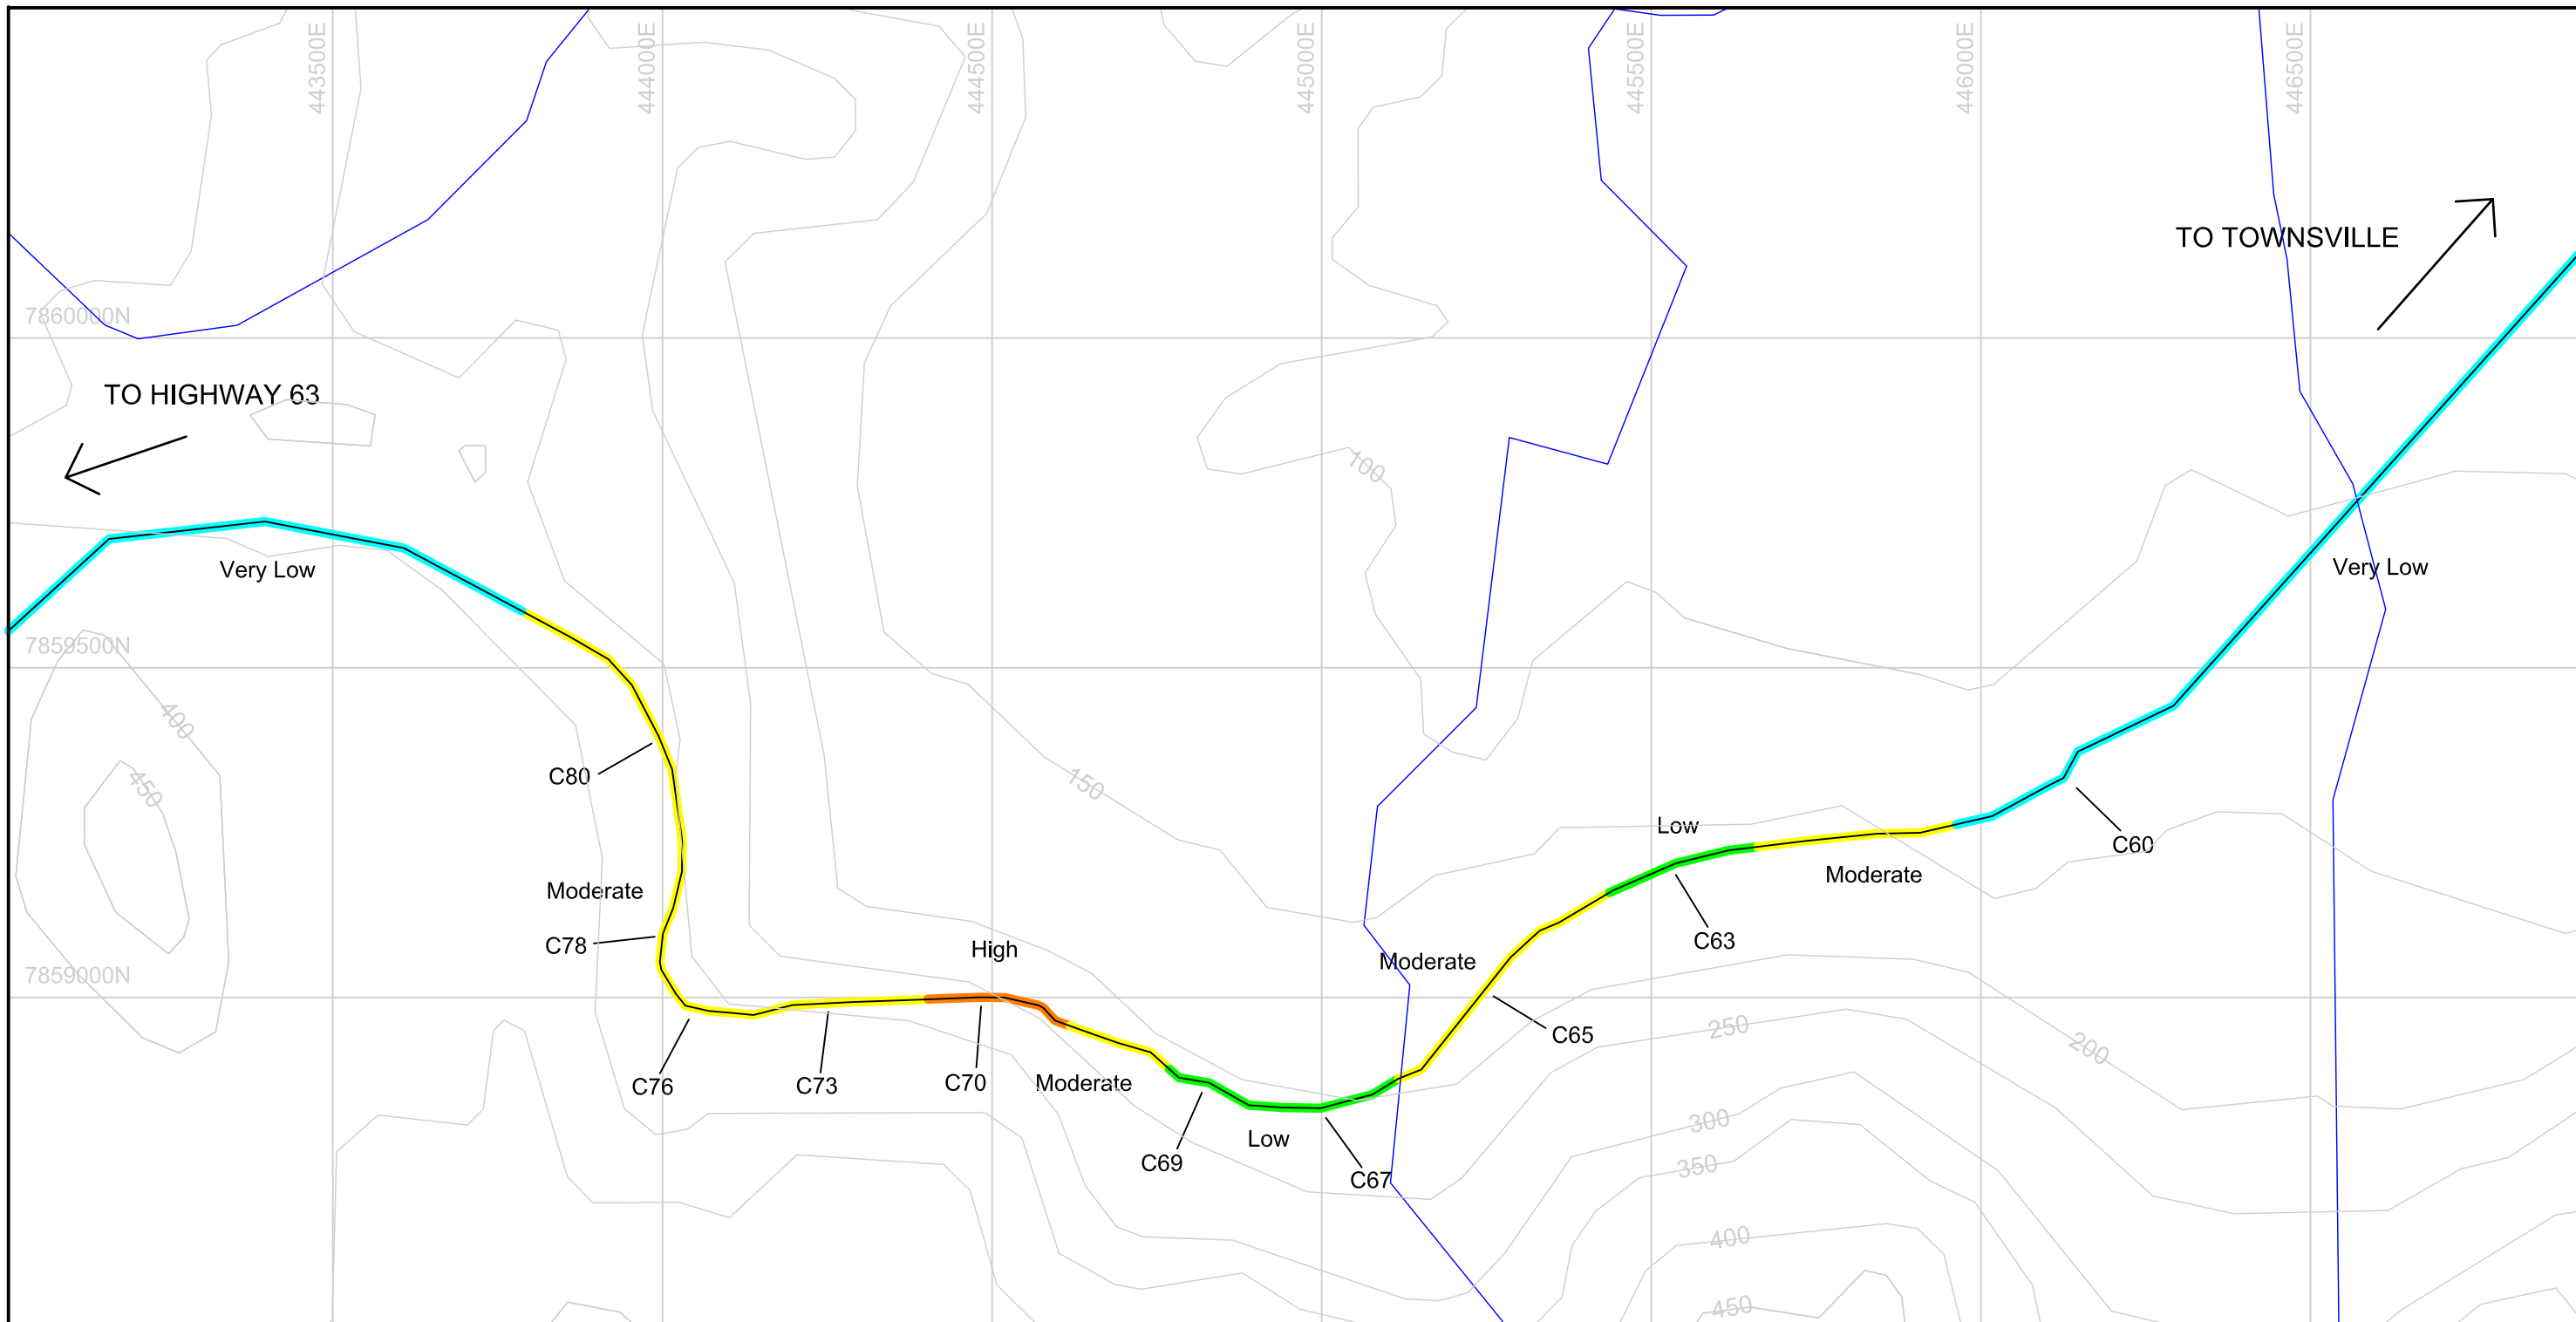 443500E
444000E
444500E
445000E
445500E
446000E
446500E
TO TOWNSVILLE
7860000N
TO HIGHWAY 63
100
Very Low
Very Low
7859500N
400
450
C80
150
Low
C60
Moderate
Moderate
C78
C63
High
Moderate
7859000N
C65
250
200
C76
C73
C70
Moderate
300
Low
C69
350
C67
400
450